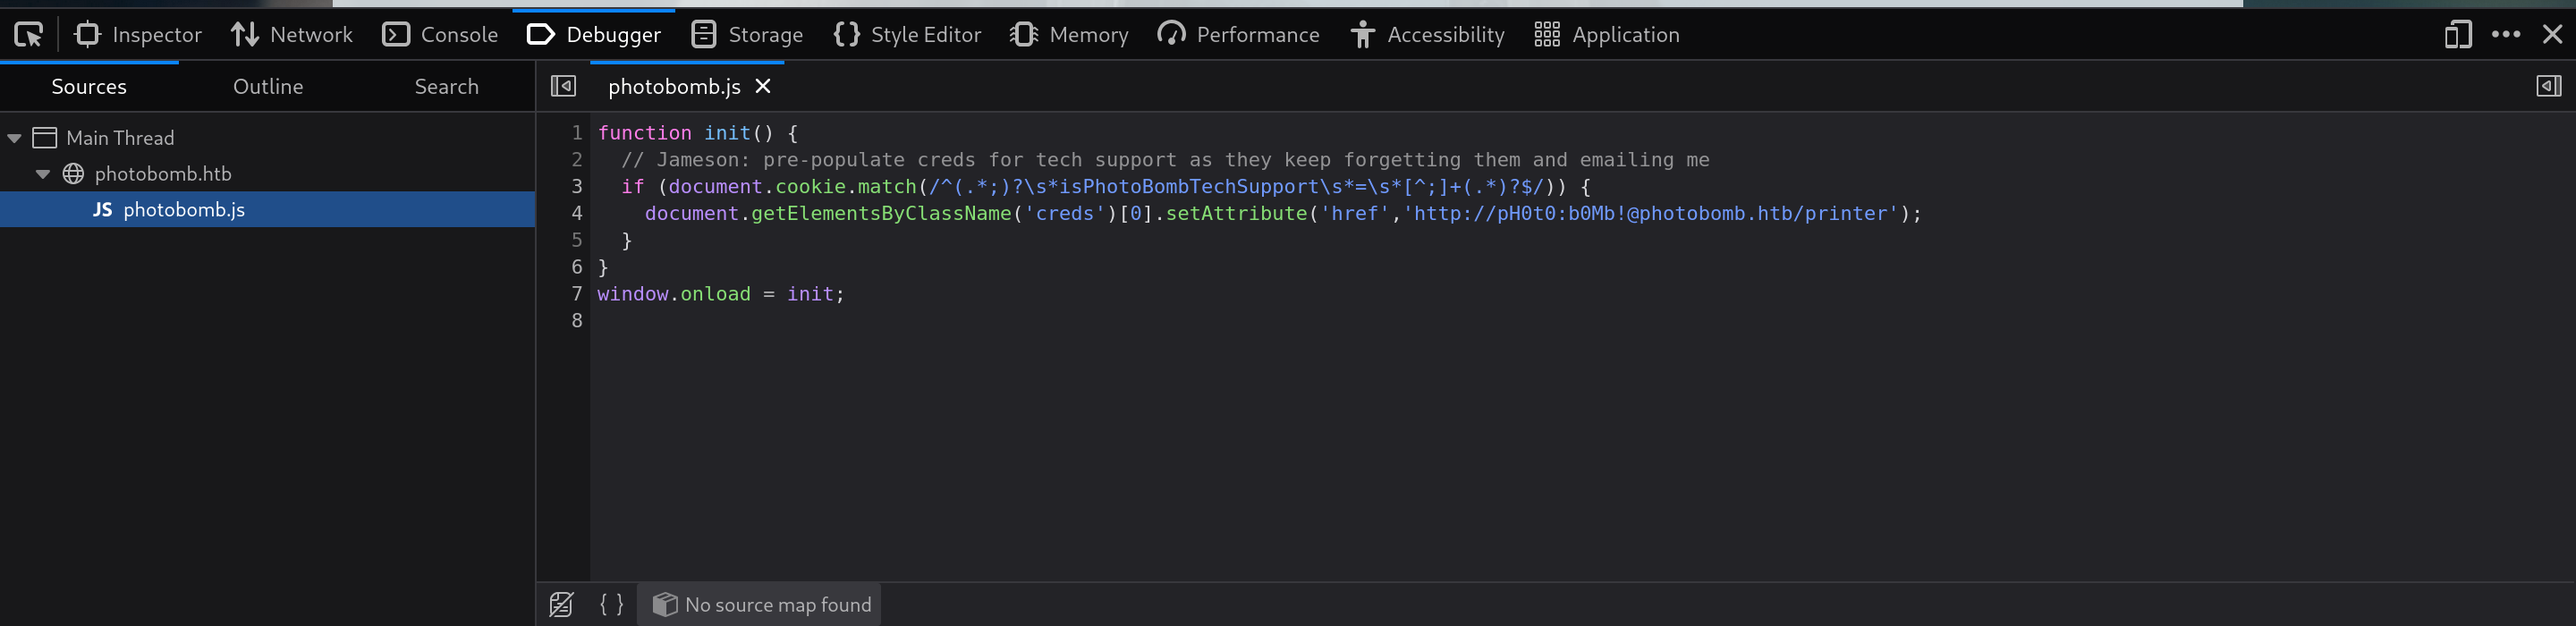 Inspector Network Console Debugger Storage {} Style Editor Memory Performance Accessibility Application
Sources Outline Search
photobomb.js
Main Thread
photobomb.htb
JS photobomb.js
1 function init() {
2   // Jameson: pre-populate creds for tech support as they keep forgetting them and emailing me
3   if (document.cookie.match(/^(.*;)?\s*isPhotoBombTechSupport\s*=\s*[^;]+(.*)?$/)) {
4     document.getElementsByClassName('creds')[0].setAttribute('href','http://pH0t0:b0Mb!@photobomb.htb/printer');
5   }
6 }
7 window.onload = init;
8
{ } No source map found